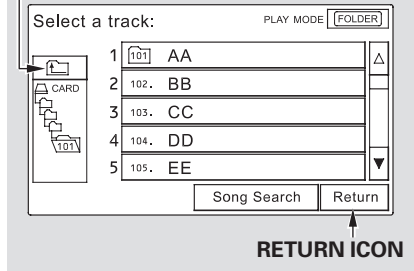 Select a track: PLAY MODE FOLDER
1 101 AA
CARD
2 102. BB
3 103. CC
101
4 104. DD
5 105. EE
Song Search Return
RETURN ICON